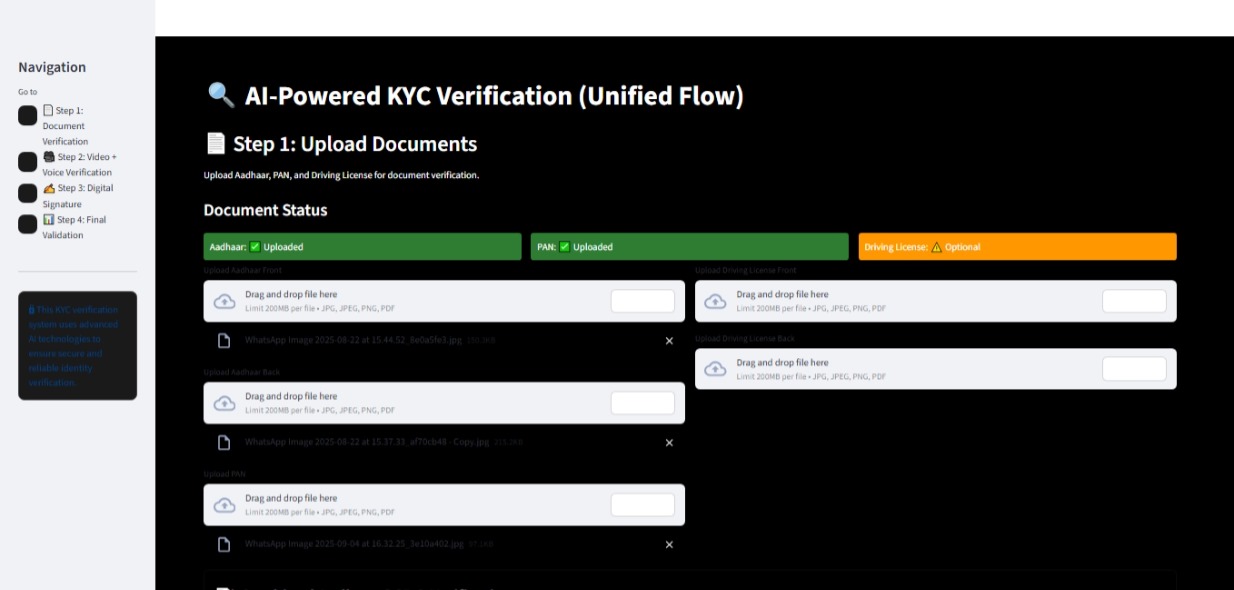 Navigation
Go to
📄 Step 1:
Document
Verification
🎥 Step 2: Video +
Voice Verification
✍️ Step 3: Digital
Signature
📊 Step 4: Final
Validation
🔒 This KYC verification
system uses advanced
AI technologies to
ensure secure and
reliable identity
verification.
🔍 AI-Powered KYC Verification (Unified Flow)
📄 Step 1: Upload Documents
Upload Aadhaar, PAN, and Driving License for document verification.
Document Status
Aadhaar: ✅ Uploaded
PAN: ✅ Uploaded
Driving License: ⚠️ Optional
Upload Aadhaar Front
Drag and drop file here
Limit 200MB per file • JPG, JPEG, PNG, PDF
WhatsApp Image 2025-08-22 at 15.44.52_8e0a5fe3.jpg
Upload Aadhaar Back
Drag and drop file here
Limit 200MB per file • JPG, JPEG, PNG, PDF
WhatsApp Image 2025-08-22 at 15.37.33_af70cb48 - Copy.jpg
Upload PAN
Drag and drop file here
Limit 200MB per file • JPG, JPEG, PNG, PDF
WhatsApp Image 2025-09-04 at 16.32.25_3e10a402.jpg
Upload Driving License Front
Drag and drop file here
Limit 200MB per file • JPG, JPEG, PNG, PDF
Upload Driving License Back
Drag and drop file here
Limit 200MB per file • JPG, JPEG, PNG, PDF